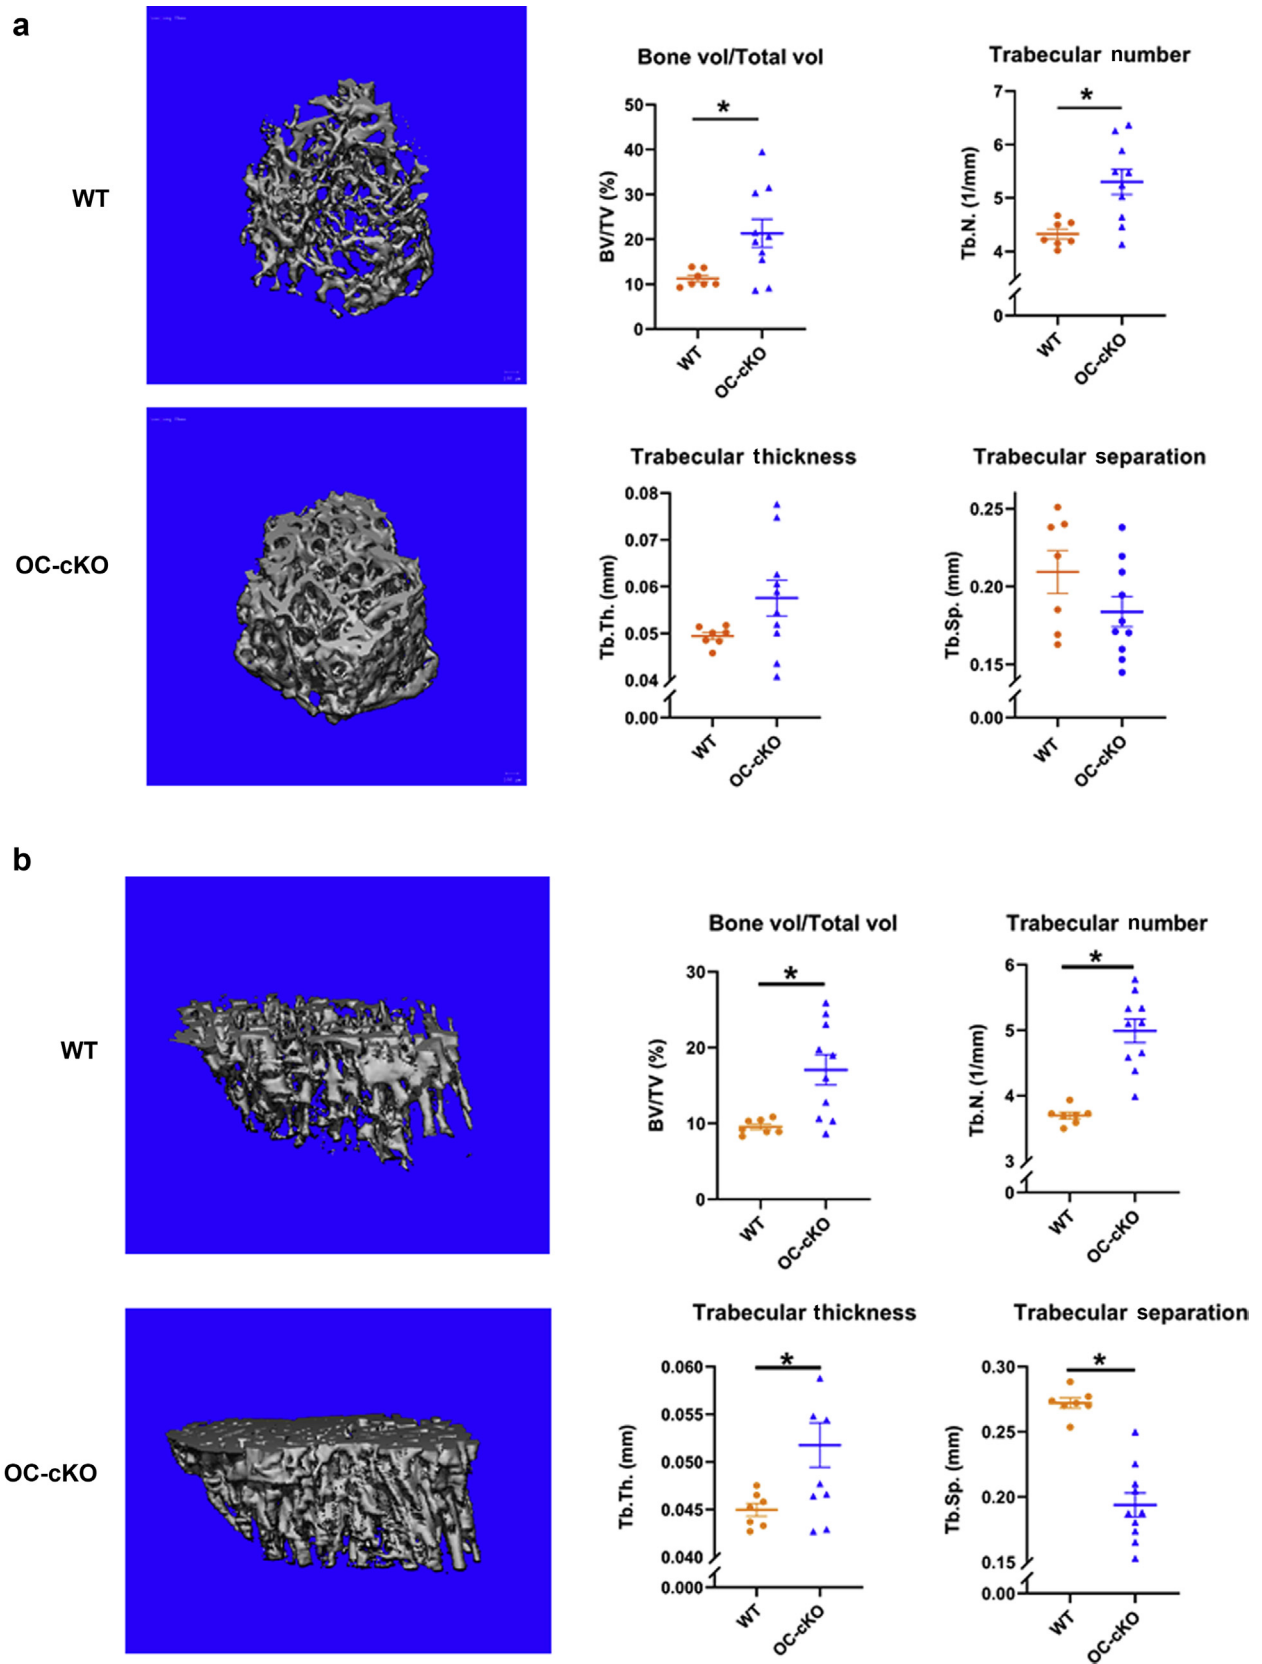 a
WT
Bone vol/Total vol
*
BV/TV (%)
50
40
30
20
10
0
WT
OC-cKO
Trabecular number
*
Tb.N. (1/mm)
7
6
5
4
0
WT
OC-cKO
OC-cKO
Trabecular thickness
Tb.Th. (mm)
0.08
0.07
0.06
0.05
0.04
0.00
WT
OC-cKO
Trabecular separation
Tb.Sp. (mm)
0.25
0.20
0.15
0.00
WT
OC-cKO
b
WT
Bone vol/Total vol
*
BV/TV (%)
30
20
10
0
WT
OC-cKO
Trabecular number
*
Tb.N. (1/mm)
6
5
4
3
0
WT
OC-cKO
OC-cKO
Trabecular thickness
*
Tb.Th. (mm)
0.060
0.055
0.050
0.045
0.040
0.000
WT
OC-cKO
Trabecular separation
*
Tb.Sp. (mm)
0.30
0.25
0.20
0.15
0.00
WT
OC-cKO